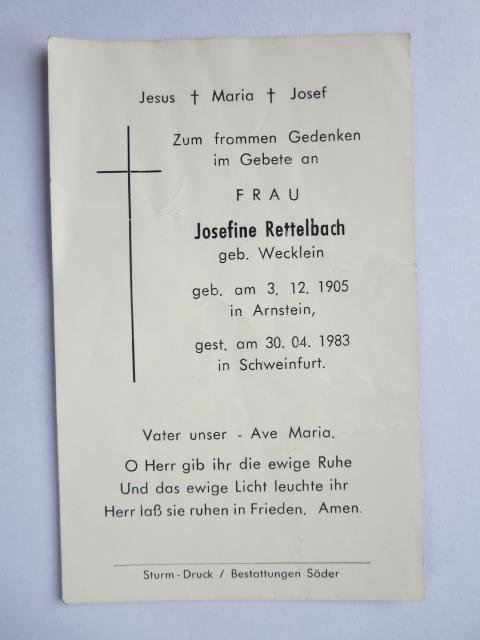 Jesus † Maria † Josef
Zum frommen Gedenken
im Gebete an
FRAU
Josefine Rettelbach
geb. Wecklein
geb. am 3. 12. 1905
in Arnstein,
gest. am 30. 04. 1983
in Schweinfurt.
Vater unser - Ave Maria.
O Herr gib ihr die ewige Ruhe
Und das ewige Licht leuchte ihr
Herr laß sie ruhen in Frieden. Amen.
Sturm-Druck / Bestattungen Söder